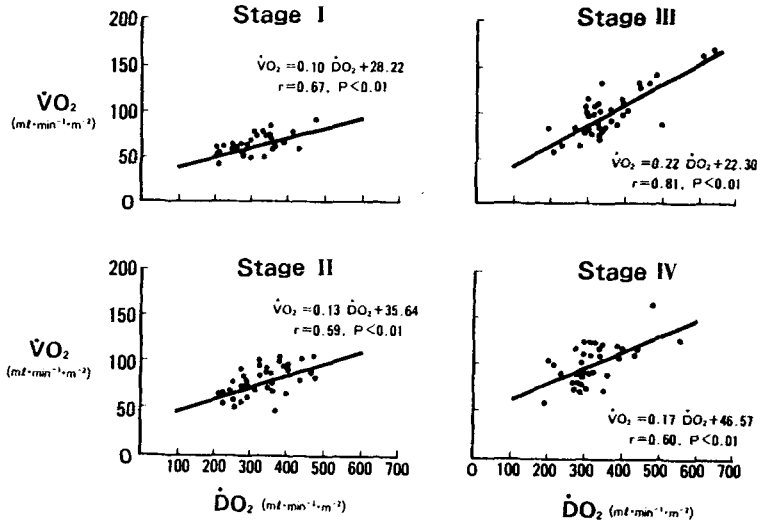 Stage I
V̇O₂ = 0.10 ḊO₂+28.22
r=0.67, P<0.01
V̇O₂
(mℓ·min⁻¹·m⁻²)
200
150
100
50
0
Stage III
V̇O₂ =0.22 ḊO₂+22.30
r=0.81, P<0.01
Stage II
V̇O₂ =0.13 ḊO₂+35.64
r=0.59, P<0.01
V̇O₂
(mℓ·min⁻¹·m⁻²)
200
150
100
50
0
100 200 300 400 500 600 700
ḊO₂ (mℓ·min⁻¹·m⁻²)
Stage IV
V̇O₂ =0.17 ḊO₂+46.57
r=0.60, P<0.01
0 100 200 300 400 500 600 700
ḊO₂ (mℓ·min⁻¹·m⁻²)